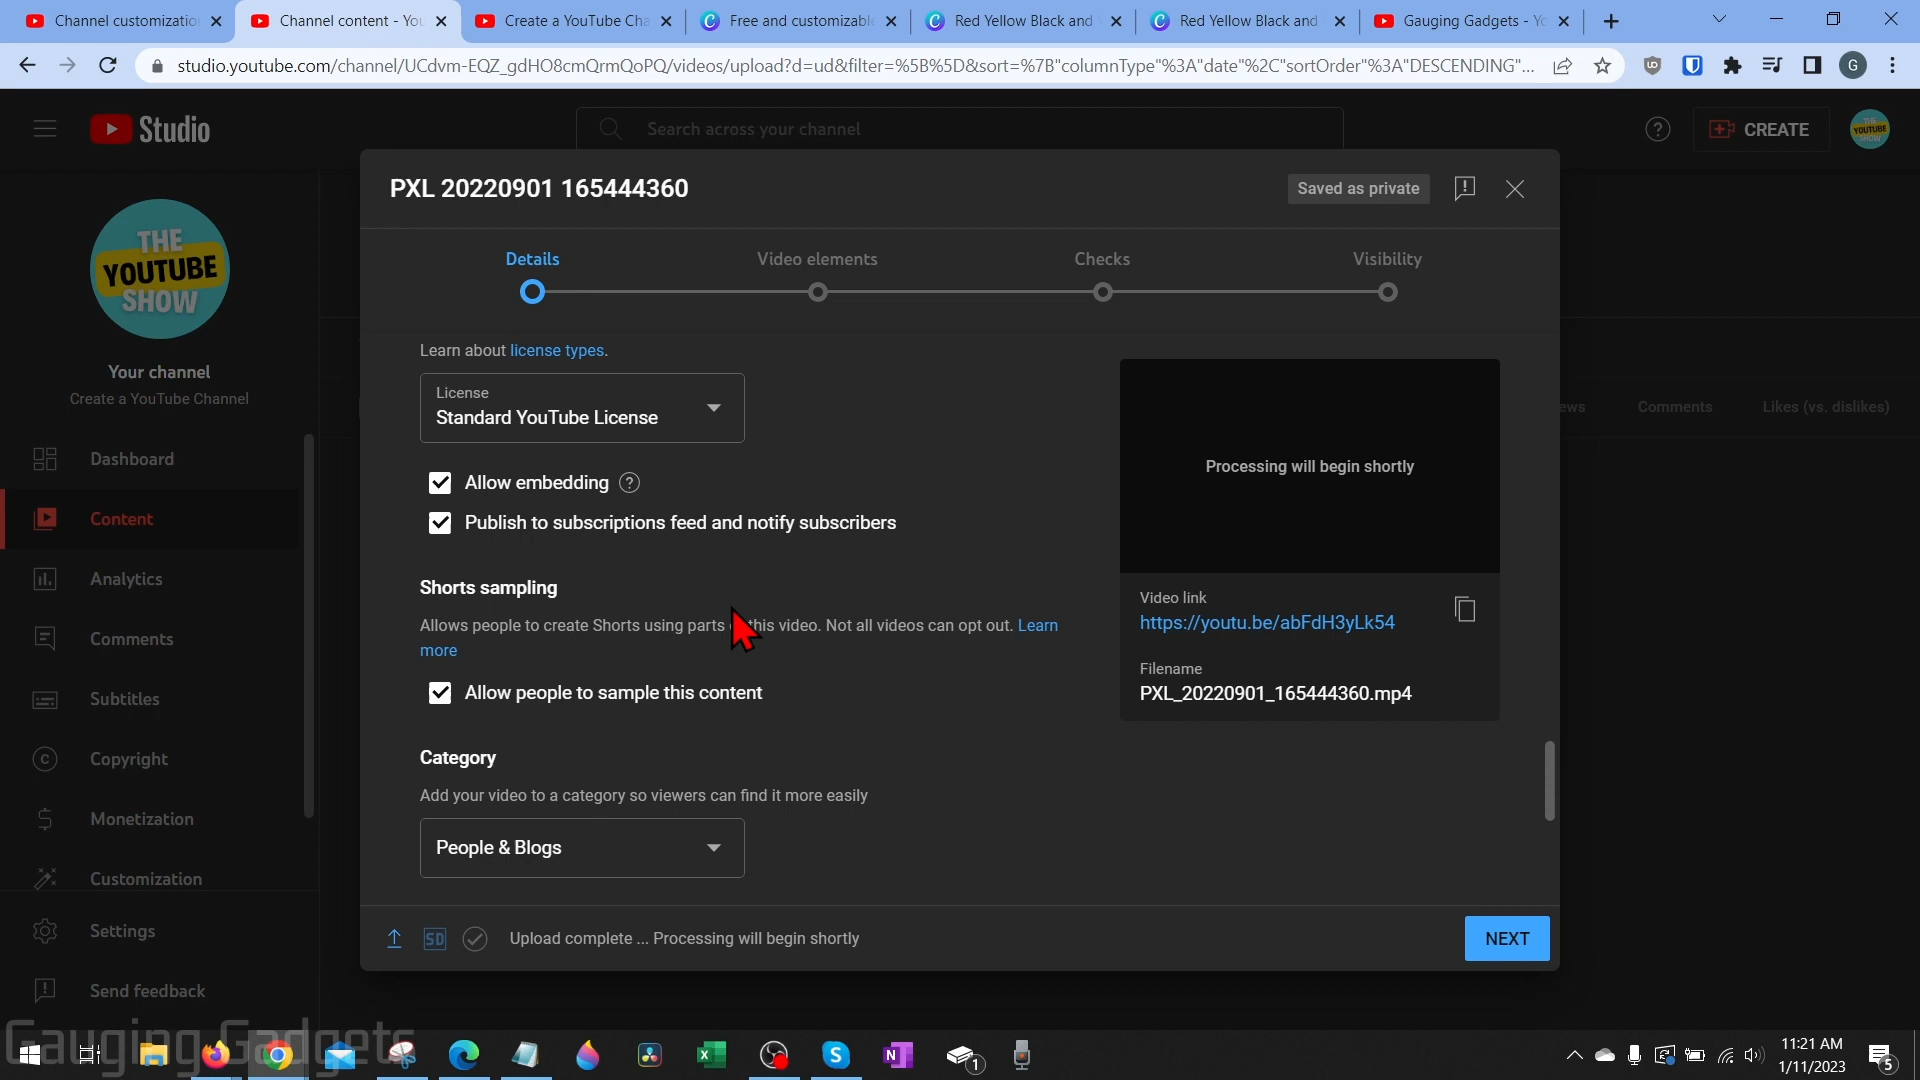 Channel customizatio
Channel content - You
Create a YouTube Cha
Free and customizable
Red Yellow Black and
Red Yellow Black and
Gauging Gadgets - Yo
studio.youtube.com/channel/UCdvm-EQZ_gdHO8cmQrmQoPQ/videos/upload?d=ud&filter=%5B%5D&sort=%7B"columnType"%3A"date"%2C"sortOrder"%3A"DESCENDING"...
G
Studio
Search across your channel
CREATE
THE YOUTUBE SHOW
PXL 20220901 165444360
Saved as private
Details
Video elements
Checks
Visibility
THE
YOUTUBE
SHOW
Your channel
Create a YouTube Channel
Dashboard
Content
Analytics
Comments
Subtitles
Copyright
Monetization
Customization
Settings
Send feedback
Learn about license types.
License
Standard YouTube License
Allow embedding ?
Publish to subscriptions feed and notify subscribers
Shorts sampling
Allows people to create Shorts using parts this video. Not all videos can opt out. Learn
more
Allow people to sample this content
Category
Add your video to a category so viewers can find it more easily
People & Blogs
Processing will begin shortly
Video link
https://youtu.be/abFdH3yLk54
Filename
PXL_20220901_165444360.mp4
ews
Comments
Likes (vs. dislikes)
SD
Upload complete ... Processing will begin shortly
NEXT
Gauging Gadgets
1
11:21 AM
1/11/2023
5